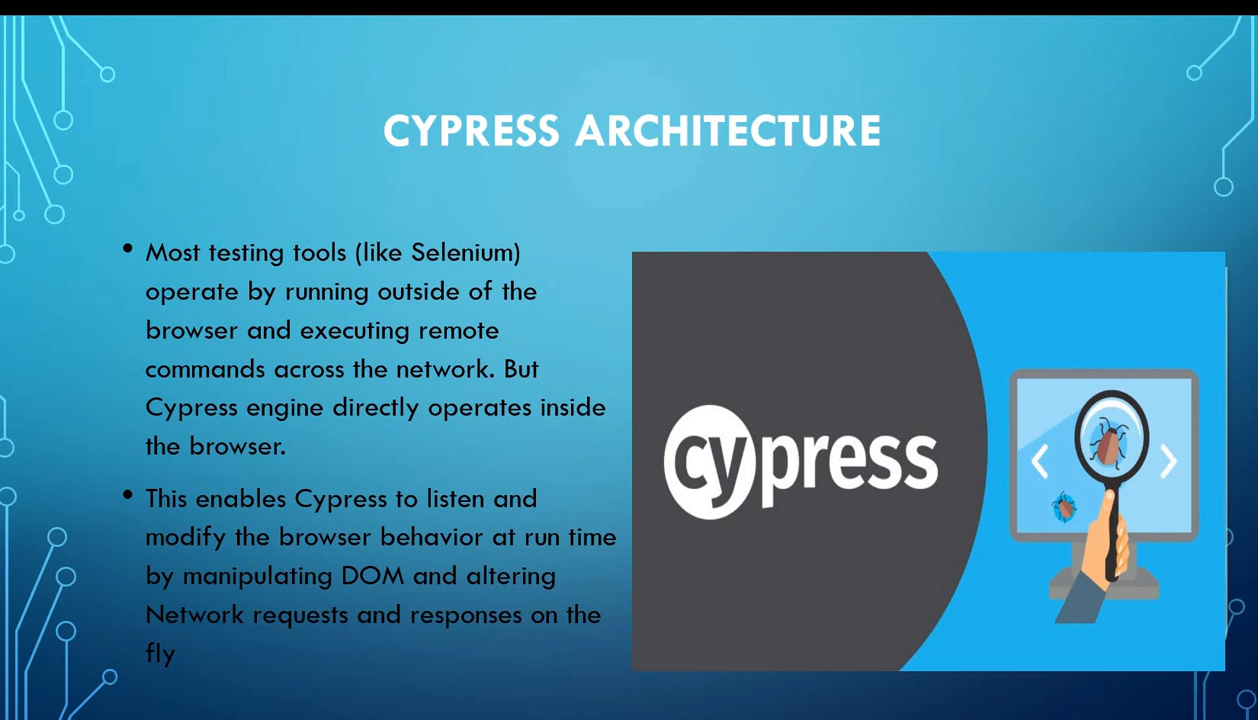 CYPRESS ARCHITECTURE
• Most testing tools (like Selenium)
operate by running outside of the
browser and executing remote
commands across the network. But
Cypress engine directly operates inside
the browser.
• This enables Cypress to listen and
modify the browser behavior at run time
by manipulating DOM and altering
Network requests and responses on the
fly
cypress